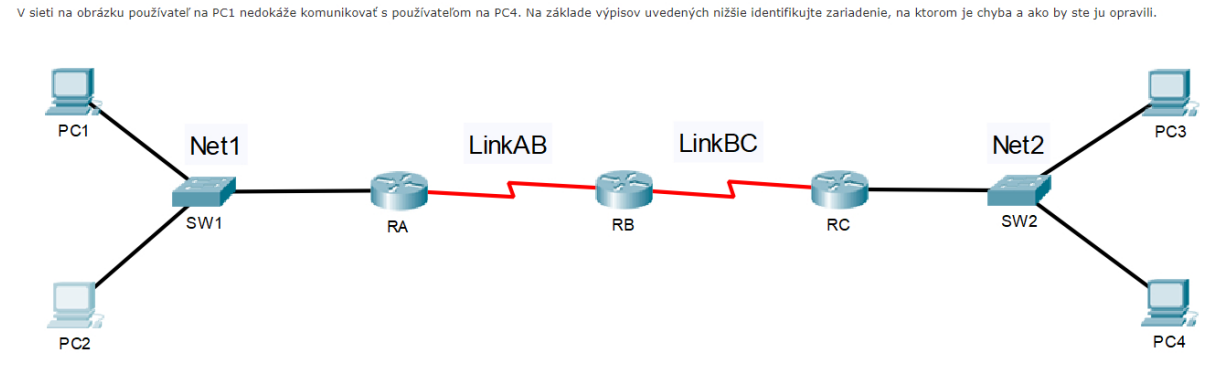 V sieti na obrázku používateľ na PC1 nedokáže komunikovať s používateľom na PC4. Na základe výpisov uvedených nižšie identifikujte zariadenie, na ktorom je chyba a ako by ste ju opravili.
PC1
PC3
Net1
LinkAB
LinkBC
Net2
SW1
RA
RB
RC
SW2
PC2
PC4